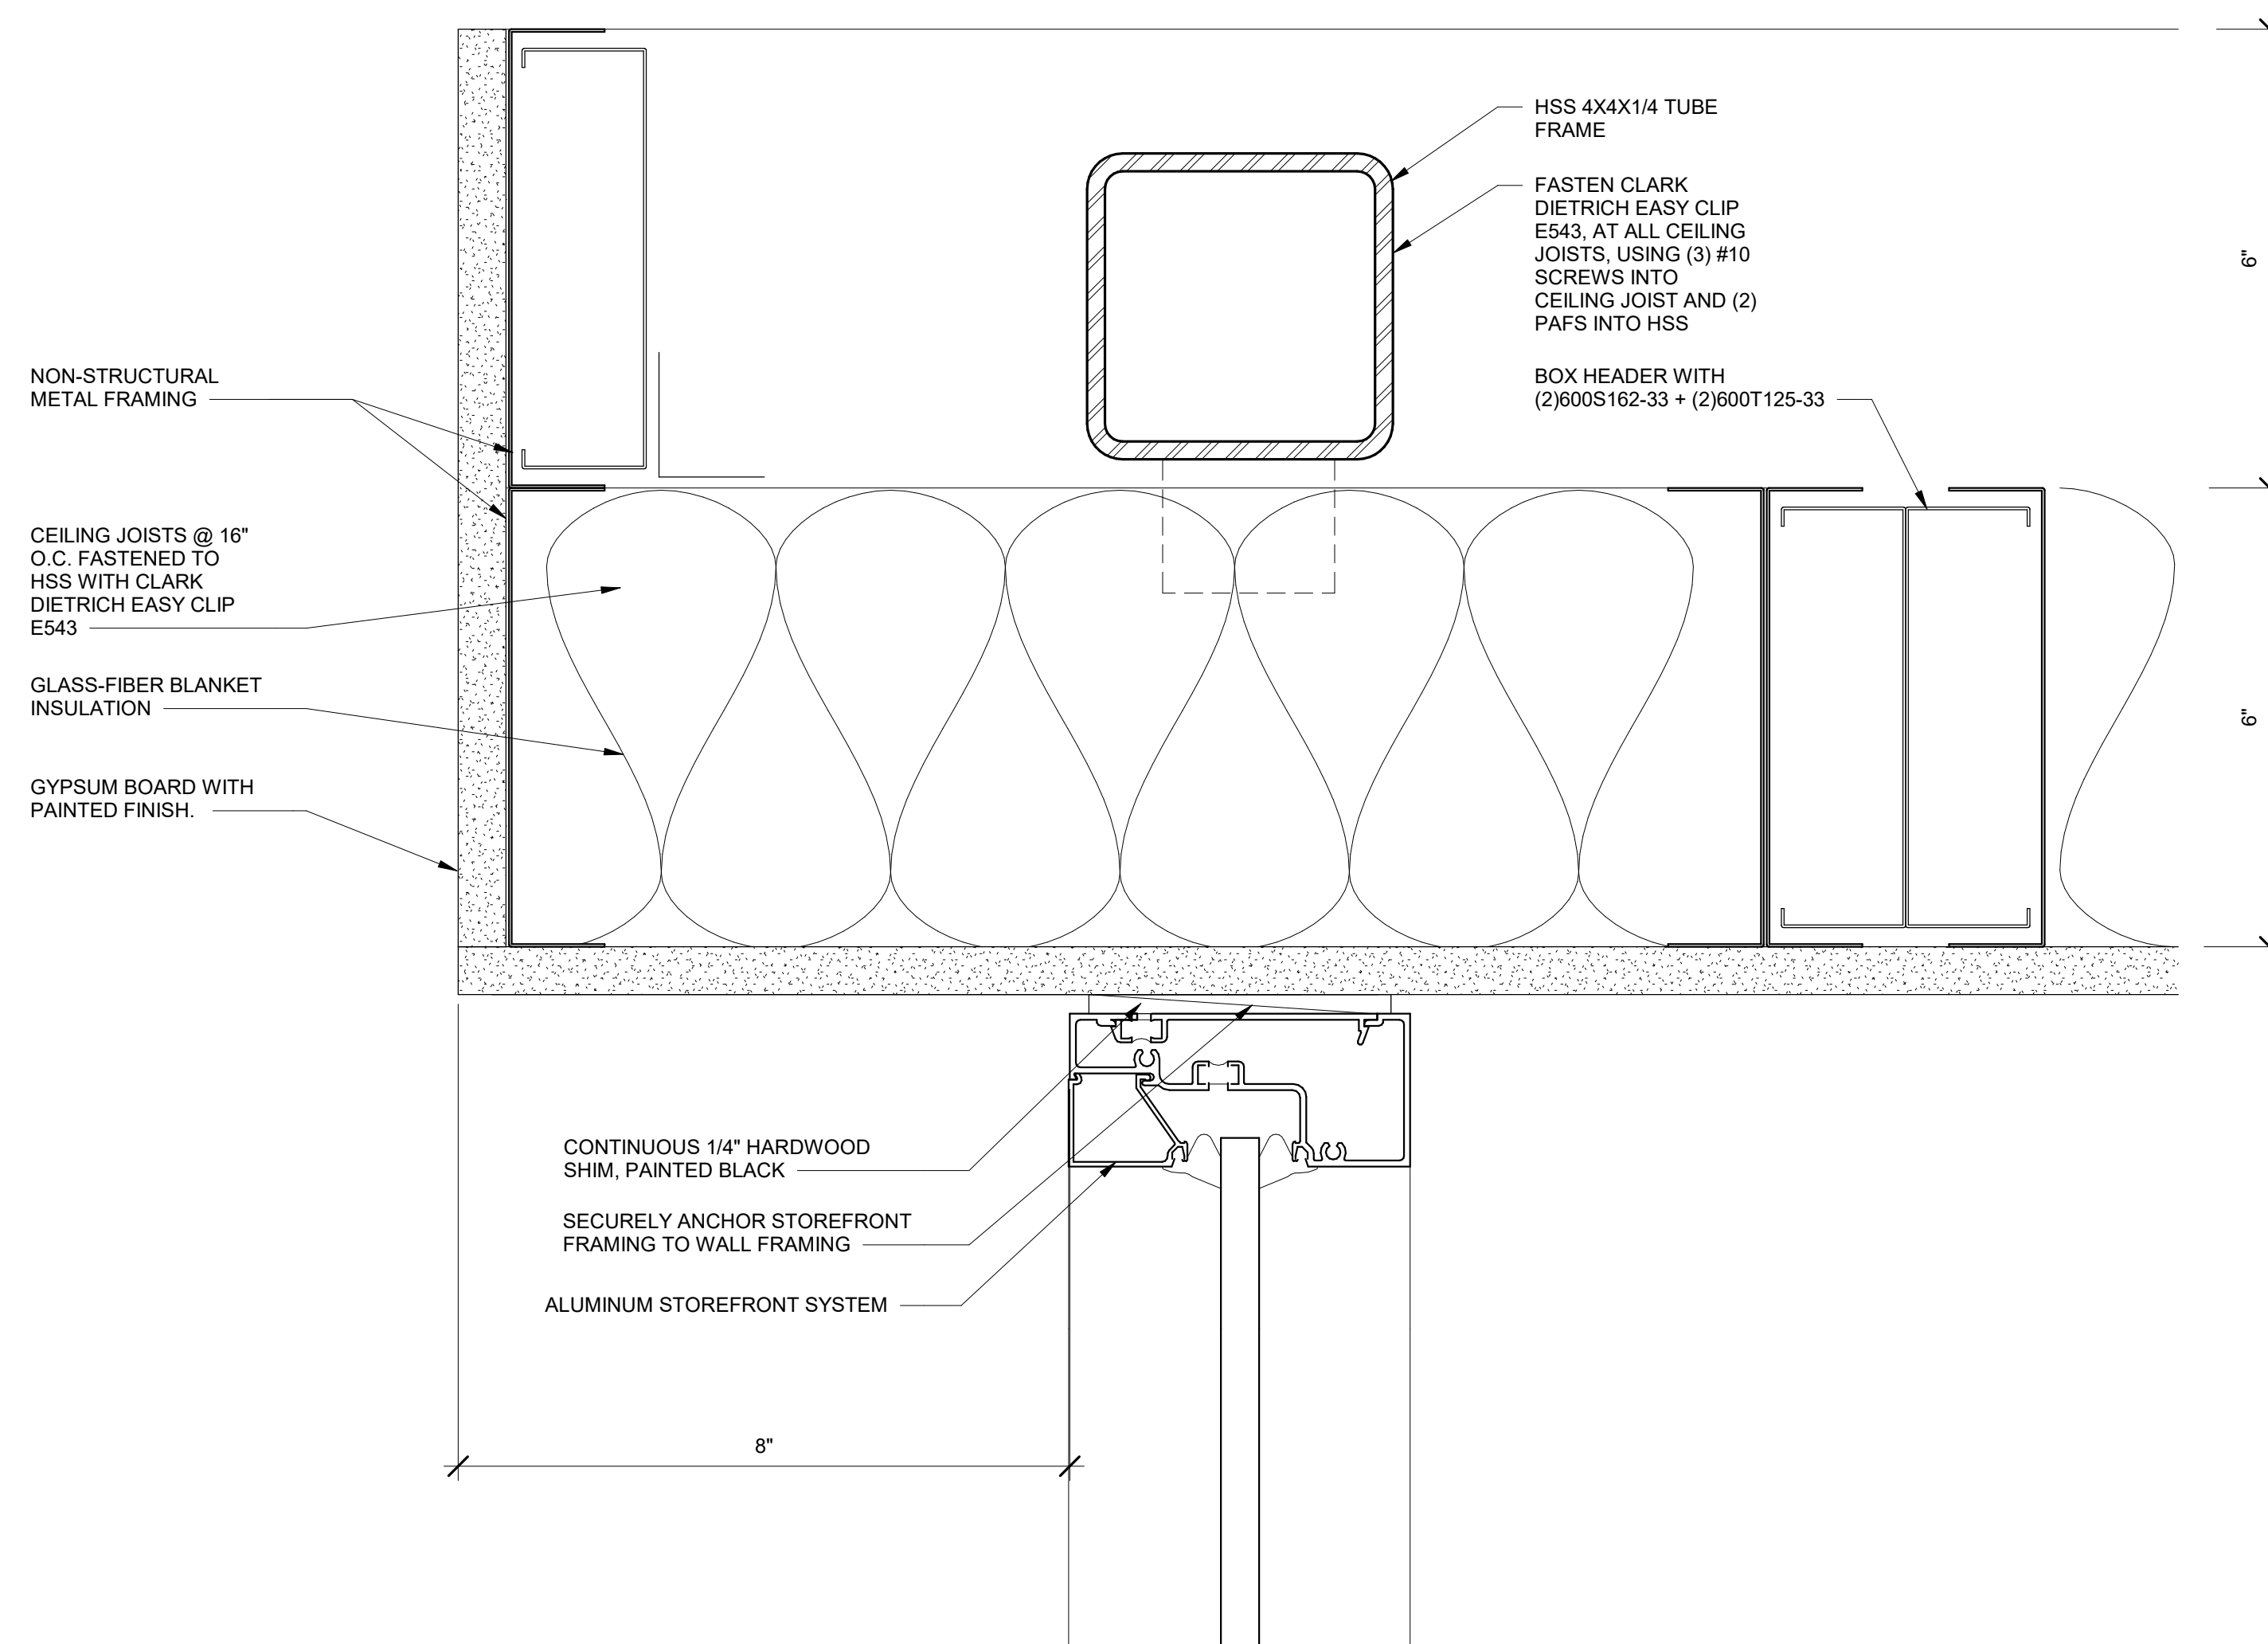 HSS 4X4X1/4 TUBE
FRAME
FASTEN CLARK
DIETRICH EASY CLIP
E543, AT ALL CEILING
JOISTS, USING (3) #10
SCREWS INTO
CEILING JOIST AND (2)
PAFS INTO HSS
6"
NON-STRUCTURAL
METAL FRAMING
BOX HEADER WITH
(2)600S162-33 + (2)600T125-33
CEILING JOISTS @ 16"
O.C. FASTENED TO
HSS WITH CLARK
DIETRICH EASY CLIP
E543
GLASS-FIBER BLANKET
INSULATION
6"
GYPSUM BOARD WITH
PAINTED FINISH.
CONTINUOUS 1/4" HARDWOOD
SHIM, PAINTED BLACK
SECURELY ANCHOR STOREFRONT
FRAMING TO WALL FRAMING
ALUMINUM STOREFRONT SYSTEM
8"